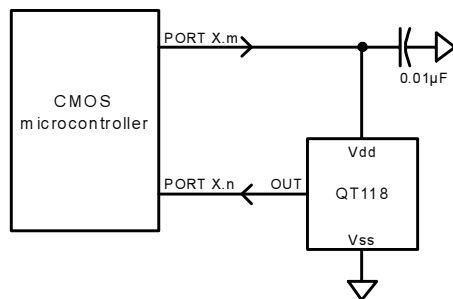 PORT X.m
0.01µF
CMOS
microcontroller
Vdd
PORT X.n
OUT
QT118
Vss